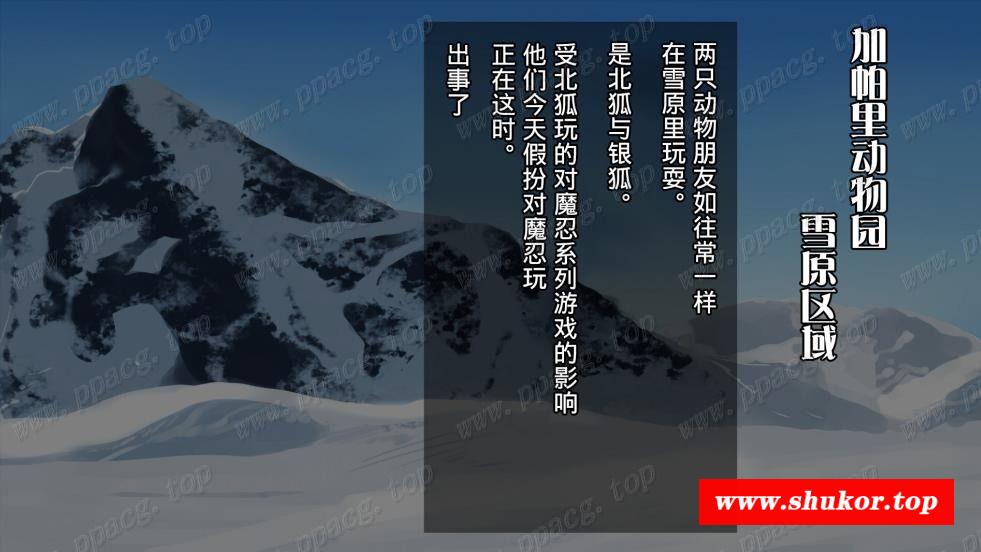 加帕里动物园
雪原区域
两只动物朋友如往常一样
在雪原里玩耍。
是北狐与银狐。
受北狐玩的对魔忍系列游戏的影响
他们今天假扮对魔忍玩
正在这时。
出事了
www.shukor.top
www.ppacg.top